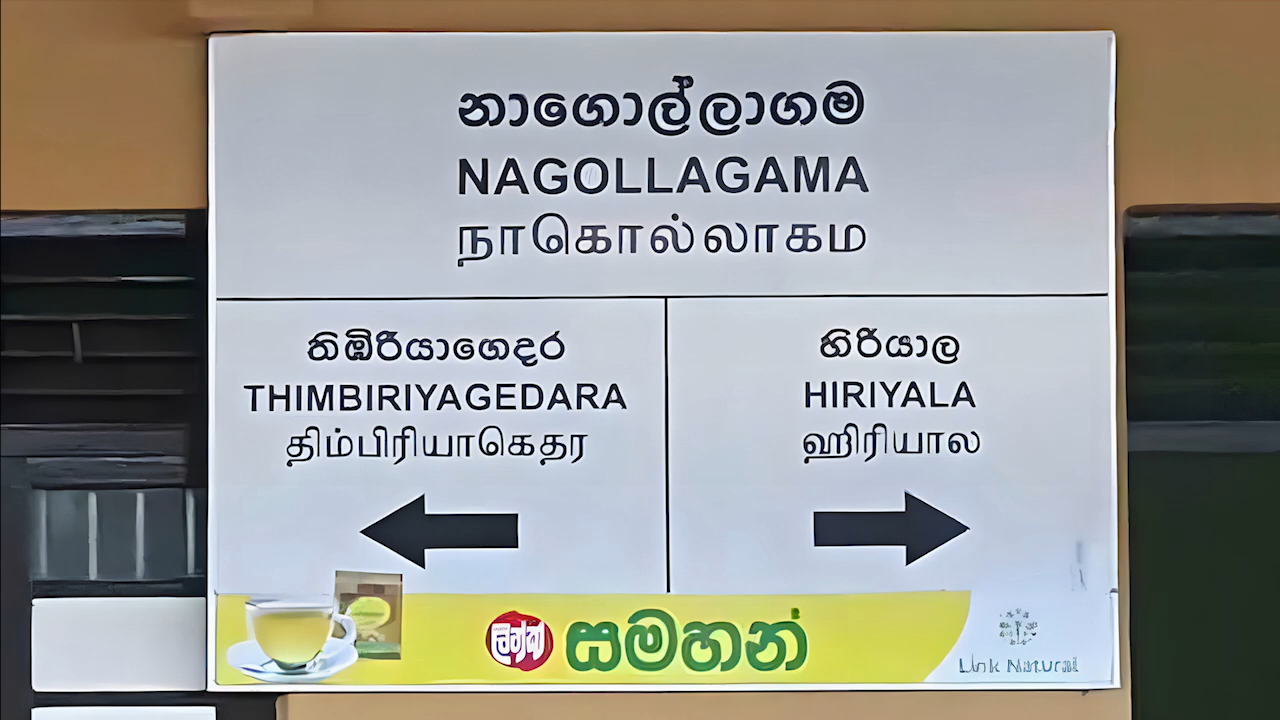 නාගොල්ලාගම
NAGOLLAGAMA
நாகொல்லாகம
තිඹිරියාගෙදර
THIMBIRIYAGEDARA
திம்பிரியாகெதர
හිරියාල
HIRIYALA
ஹிரியால
ලින්ක් සමහන්
Link Natural